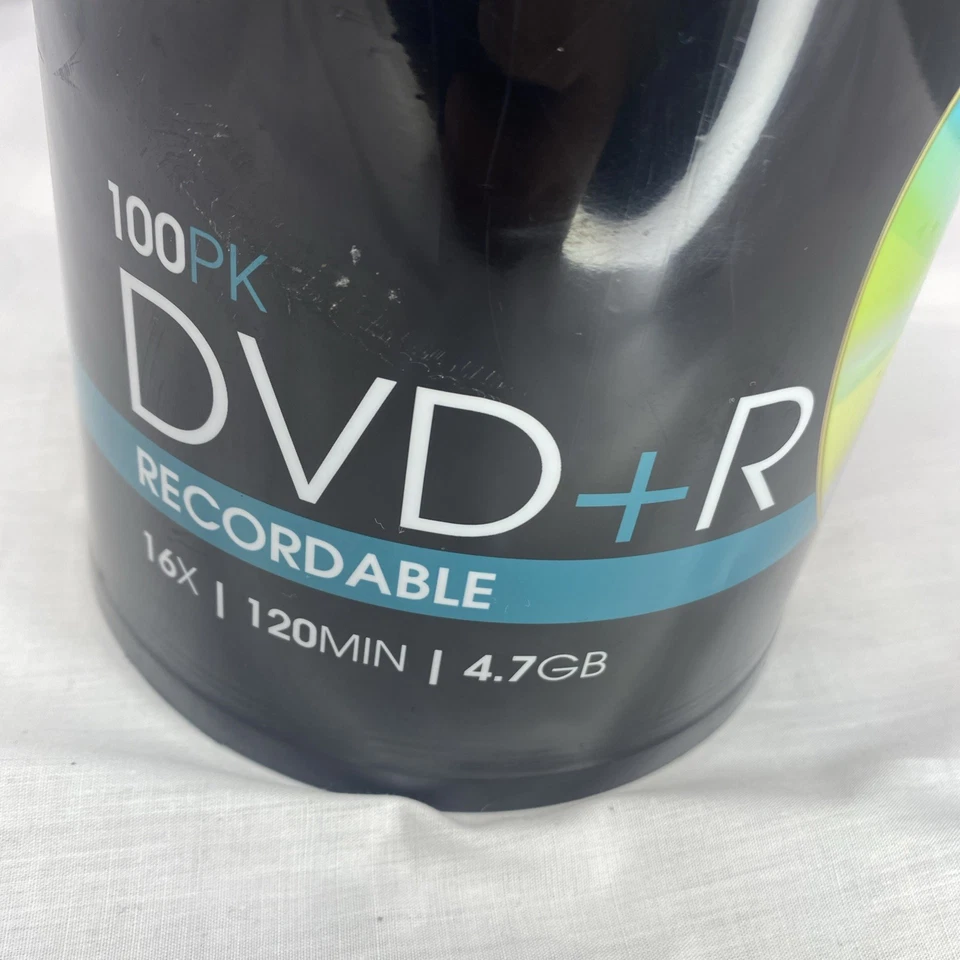 100PK
DVD+R
RECORDABLE
16X | 120MIN | 4.7GB